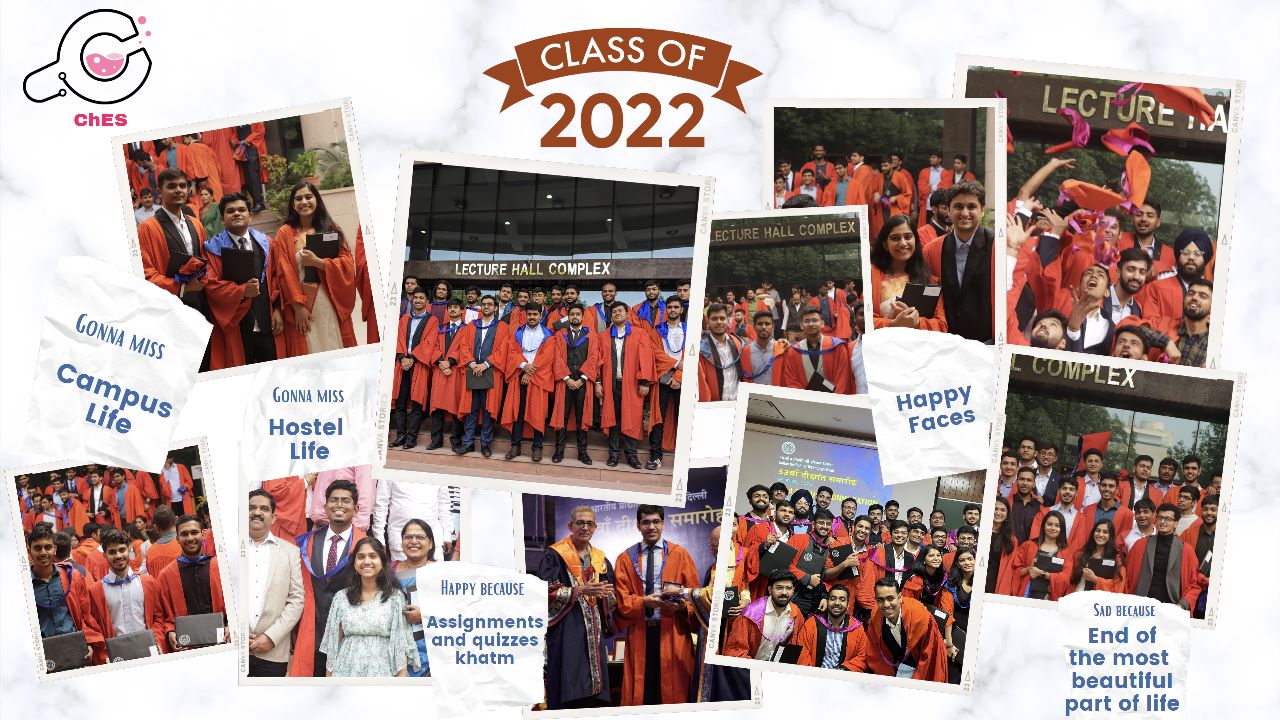 ChES
CLASS OF
2022
LECTURE HA
LECTURE HALL COMPLEX
LECTURE HALL COMPLEX
L COMPLEX
GONNA MISS
Campus
Life
GONNA MISS
Hostel
Life
Happy
Faces
53वाँ दीक्षांत समारोह
HAPPY BECAUSE
Assignments
and quizzes
khatm
SAD BECAUSE
End of
the most
beautiful
part of life